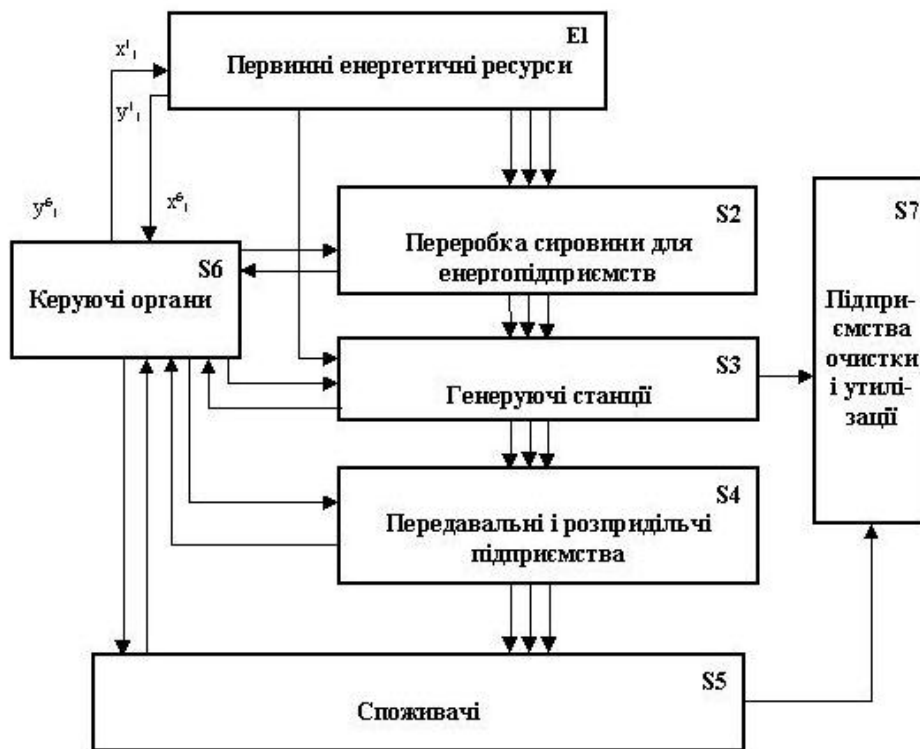 E1
Первинні енергетичні ресурси
x¹₁
y¹₁
y⁶₁
x⁶₁
S2
Переробка сировини для
енергопідприємств
S7
Підпри-
ємства
очистки
і утилі-
зації
S6
Керуючі органи
S3
Генеруючі станції
S4
Передавальні і розпридільчі
підприємства
S5
Споживачі